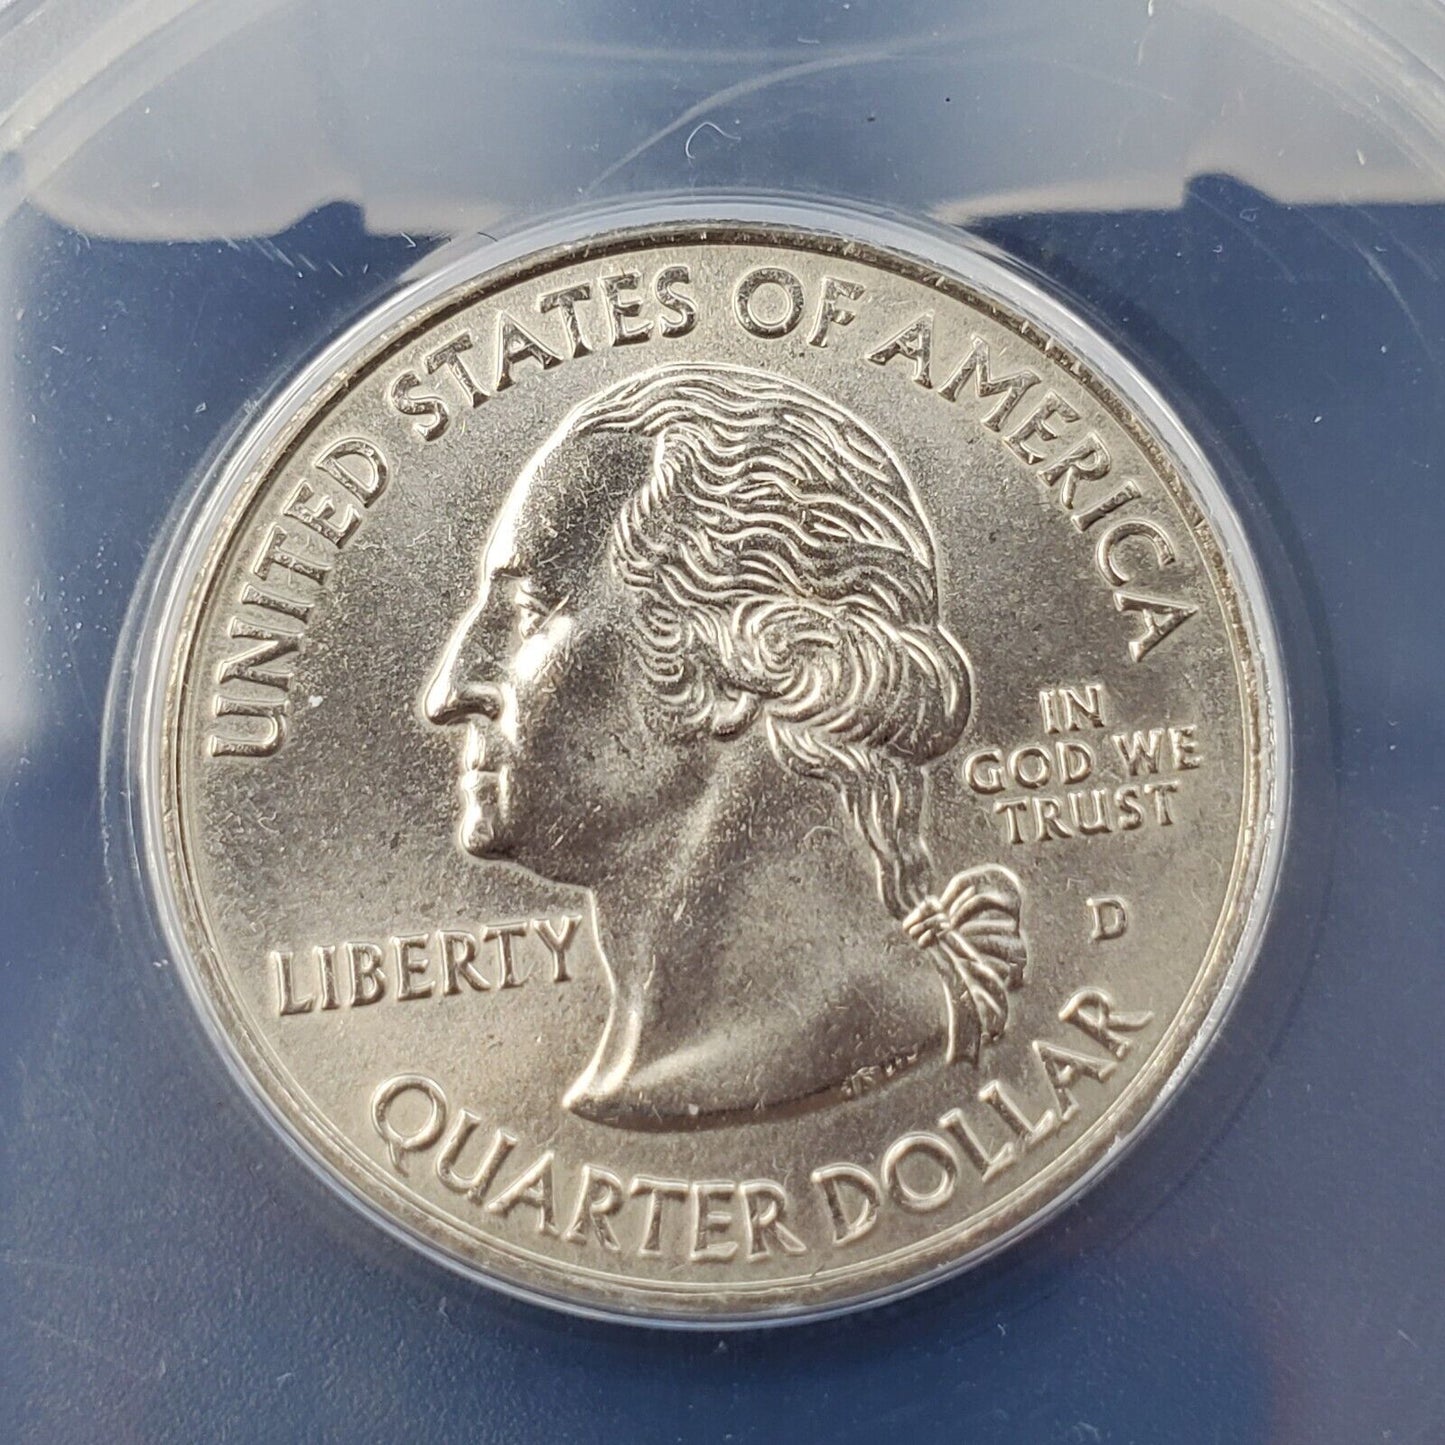 UNITED STATES OF AMERICA
IN
GOD WE
TRUST
D
LIBERTY
QUARTER DOLLAR